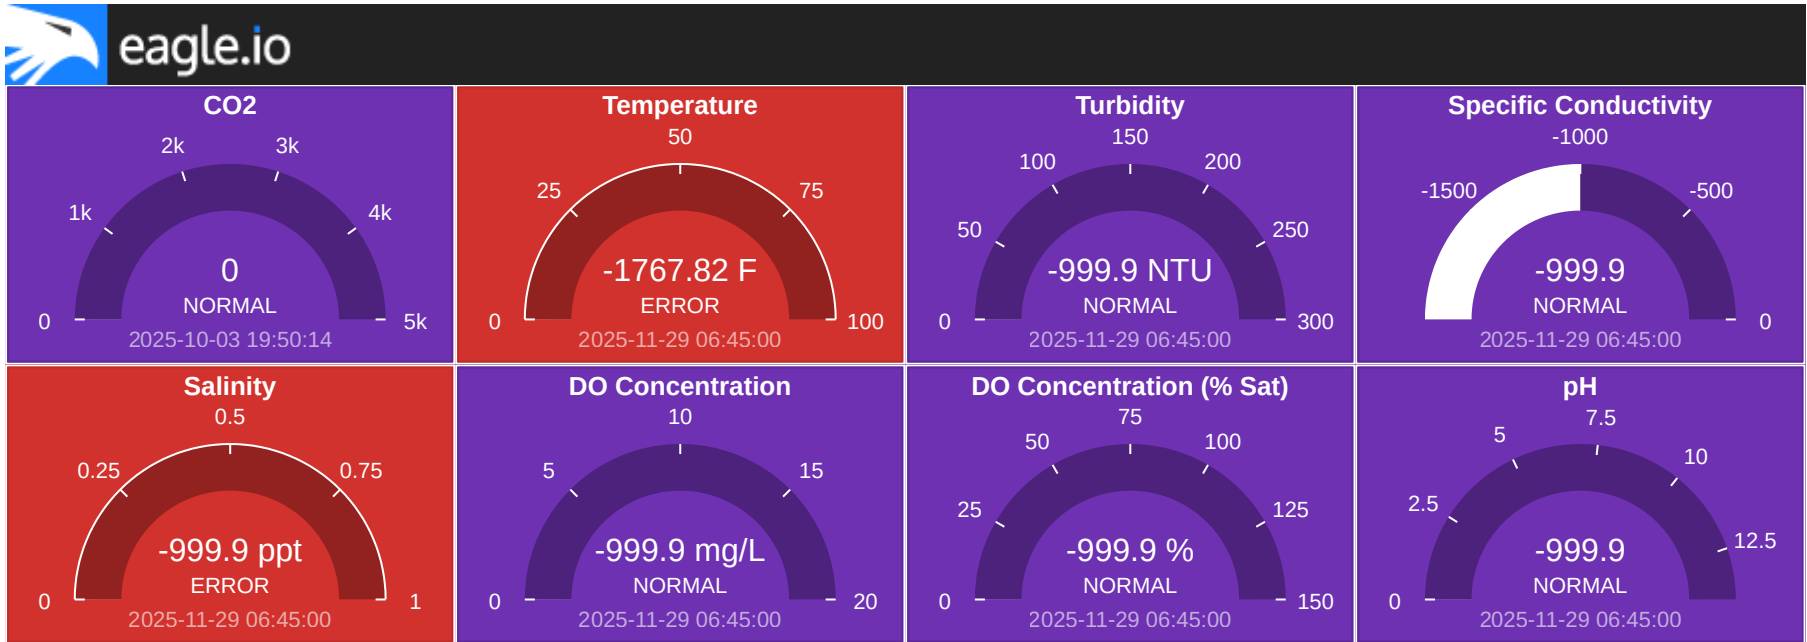 eagle.io
CO2
2k 3k
1k 4k
0
NORMAL
0 5k
2025-10-03 19:50:14
Temperature
50
25 75
-1767.82 F
ERROR
0 100
2025-11-29 06:45:00
Turbidity
150
100 200
50 250
-999.9 NTU
NORMAL
0 300
2025-11-29 06:45:00
Specific Conductivity
-1000
-1500 -500
-999.9
NORMAL
0
2025-11-29 06:45:00
Salinity
0.5
0.25 0.75
-999.9 ppt
ERROR
0 1
2025-11-29 06:45:00
DO Concentration
10
5 15
-999.9 mg/L
NORMAL
0 20
2025-11-29 06:45:00
DO Concentration (% Sat)
75
50 100
25 125
-999.9 %
NORMAL
0 150
2025-11-29 06:45:00
pH
7.5
5 10
2.5 12.5
-999.9
NORMAL
0
2025-11-29 06:45:00